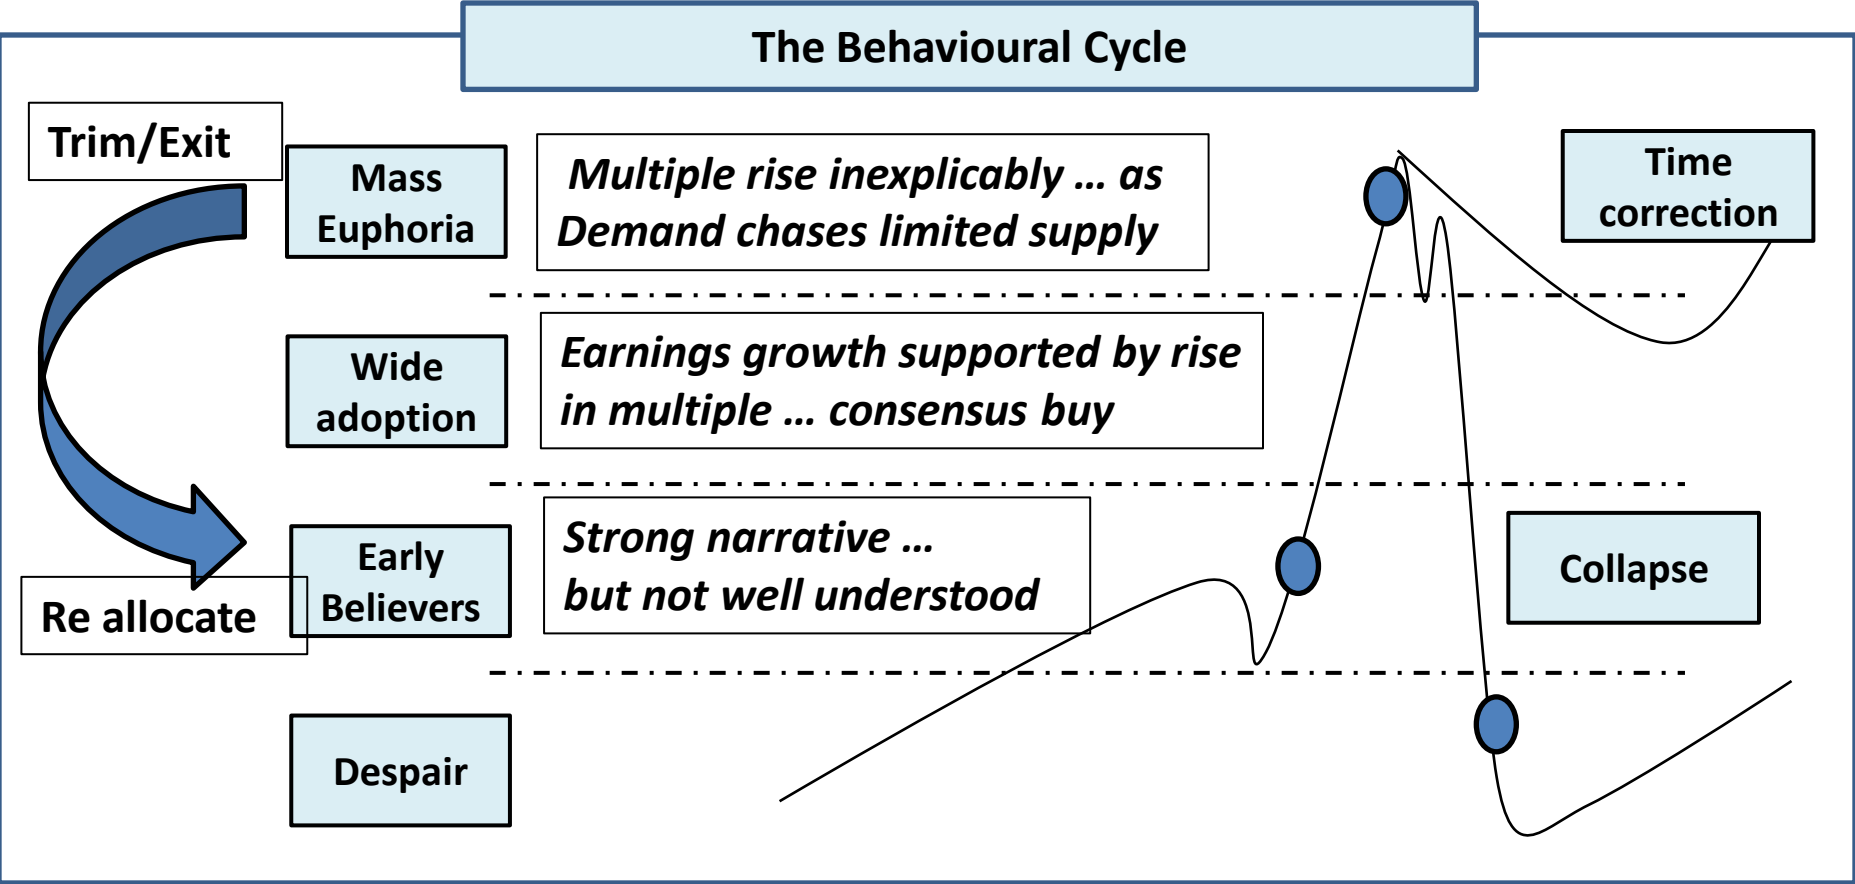 The Behavioural Cycle
Trim/Exit
Mass
Euphoria
Multiple rise inexplicably ... as
Demand chases limited supply
Time
correction
Wide
adoption
Earnings growth supported by rise
in multiple ... consensus buy
Early
Believers
Strong narrative ...
but not well understood
Collapse
Re allocate
Despair